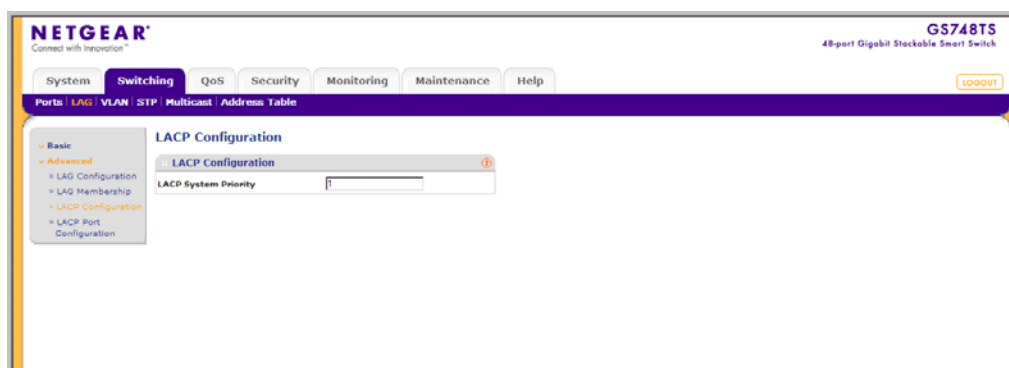 NETGEAR
Connect with Innovation™
GS748TS
48-port Gigabit Stackable Smart Switch
System Switching QoS Security Monitoring Maintenance Help
LOGOUT
Ports LAG VLAN STP Multicast Address Table
Basic
Advanced
LAG Configuration
LAG Membership
LACP Configuration
LACP Port
Configuration
LACP Configuration
LACP Configuration
LACP System Priority 1